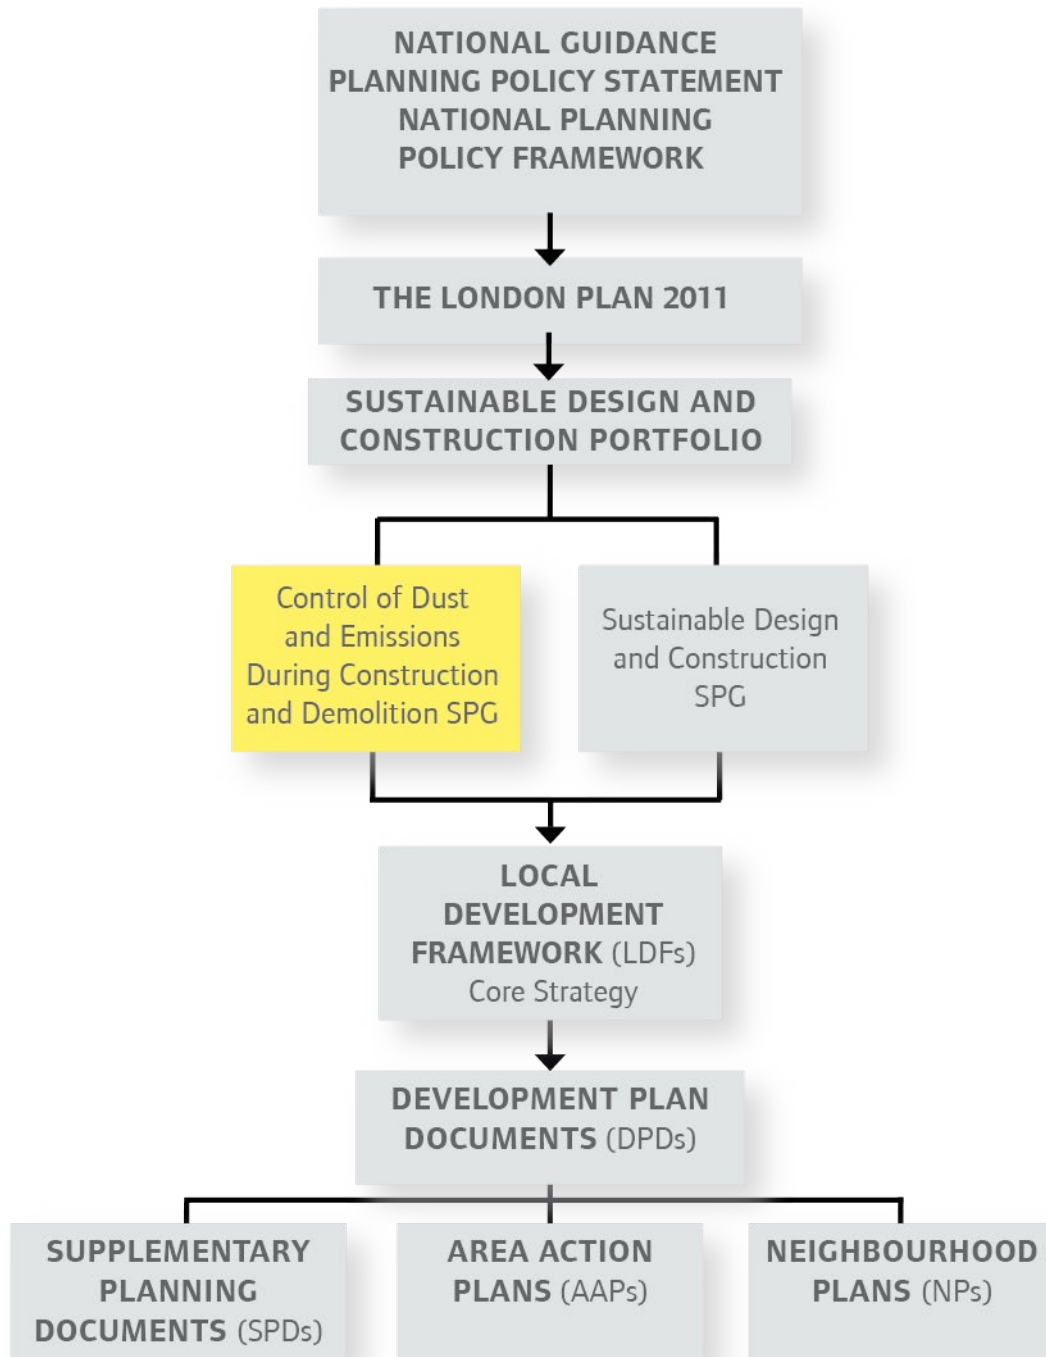 NATIONAL GUIDANCE
PLANNING POLICY STATEMENT
NATIONAL PLANNING
POLICY FRAMEWORK
THE LONDON PLAN 2011
SUSTAINABLE DESIGN AND
CONSTRUCTION PORTFOLIO
Control of Dust
and Emissions
During Construction
and Demolition SPG
Sustainable Design
and Construction
SPG
LOCAL
DEVELOPMENT
FRAMEWORK (LDFs)
Core Strategy
DEVELOPMENT PLAN
DOCUMENTS (DPDs)
SUPPLEMENTARY
PLANNING
DOCUMENTS (SPDs)
AREA ACTION
PLANS (AAPs)
NEIGHBOURHOOD
PLANS (NPs)